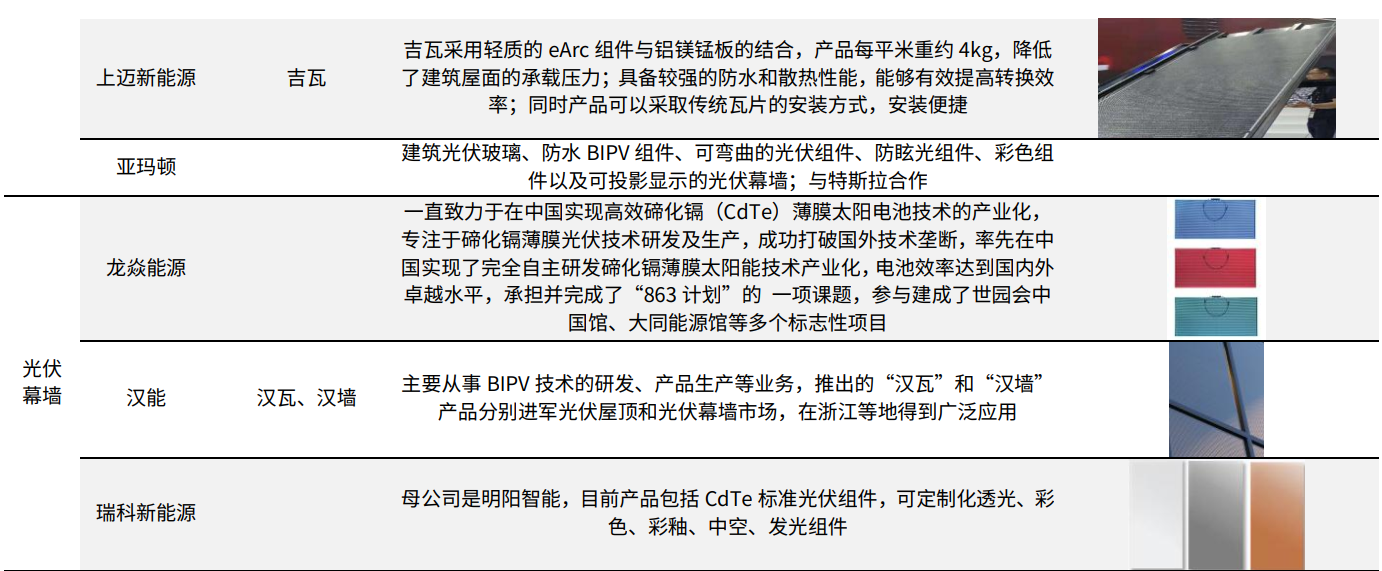 上迈新能源
吉瓦
吉瓦采用轻质的 eArc 组件与铝镁锰板的结合，产品每平米重约 4kg，降低
了建筑屋面的承载压力；具备较强的防水和散热性能，能够有效提高转换效
率；同时产品可以采取传统瓦片的安装方式，安装便捷
亚玛顿
建筑光伏玻璃、防水 BIPV 组件、可弯曲的光伏组件、防眩光组件、彩色组
件以及可投影显示的光伏幕墙；与特斯拉合作
光伏
幕墙
龙焱能源
一直致力于在中国实现高效碲化镉（CdTe）薄膜太阳电池技术的产业化，
专注于碲化镉薄膜光伏技术研发及生产，成功打破国外技术垄断，率先在中
国实现了完全自主研发碲化镉薄膜太阳能技术产业化，电池效率达到国内外
卓越水平，承担并完成了“863 计划”的 一项课题，参与建成了世园会中
国馆、大同能源馆等多个标志性项目
汉能
汉瓦、汉墙
主要从事 BIPV 技术的研发、产品生产等业务，推出的“汉瓦”和“汉墙”
产品分别进军光伏屋顶和光伏幕墙市场，在浙江等地得到广泛应用
瑞科新能源
母公司是明阳智能，目前产品包括 CdTe 标准光伏组件，可定制化透光、彩
色、彩釉、中空、发光组件